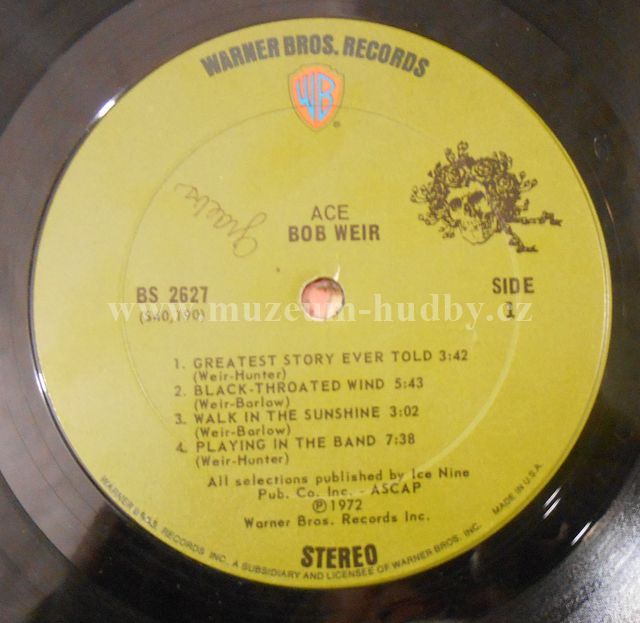 WARNER BROS. RECORDS
WB
®
ACE
BOB WEIR
BS 2627
(S40,790)
SIDE
1
www.muzeum-hudby.cz
1. GREATEST STORY EVER TOLD 3:42
(Weir-Hunter)
2. BLACK-THROATED WIND 5:43
(Weir-Barlow)
3. WALK IN THE SUNSHINE 3:02
(Weir-Barlow)
4. PLAYING IN THE BAND 7:38
(Weir-Hunter)
All selections published by Ice Nine
Pub. Co. Inc. - ASCAP
℗1972
Warner Bros. Records Inc.
STEREO
WARNER BROS. RECORDS INC. A SUBSIDIARY AND LICENSEE OF WARNER BROS. INC. MADE IN U.S.A.